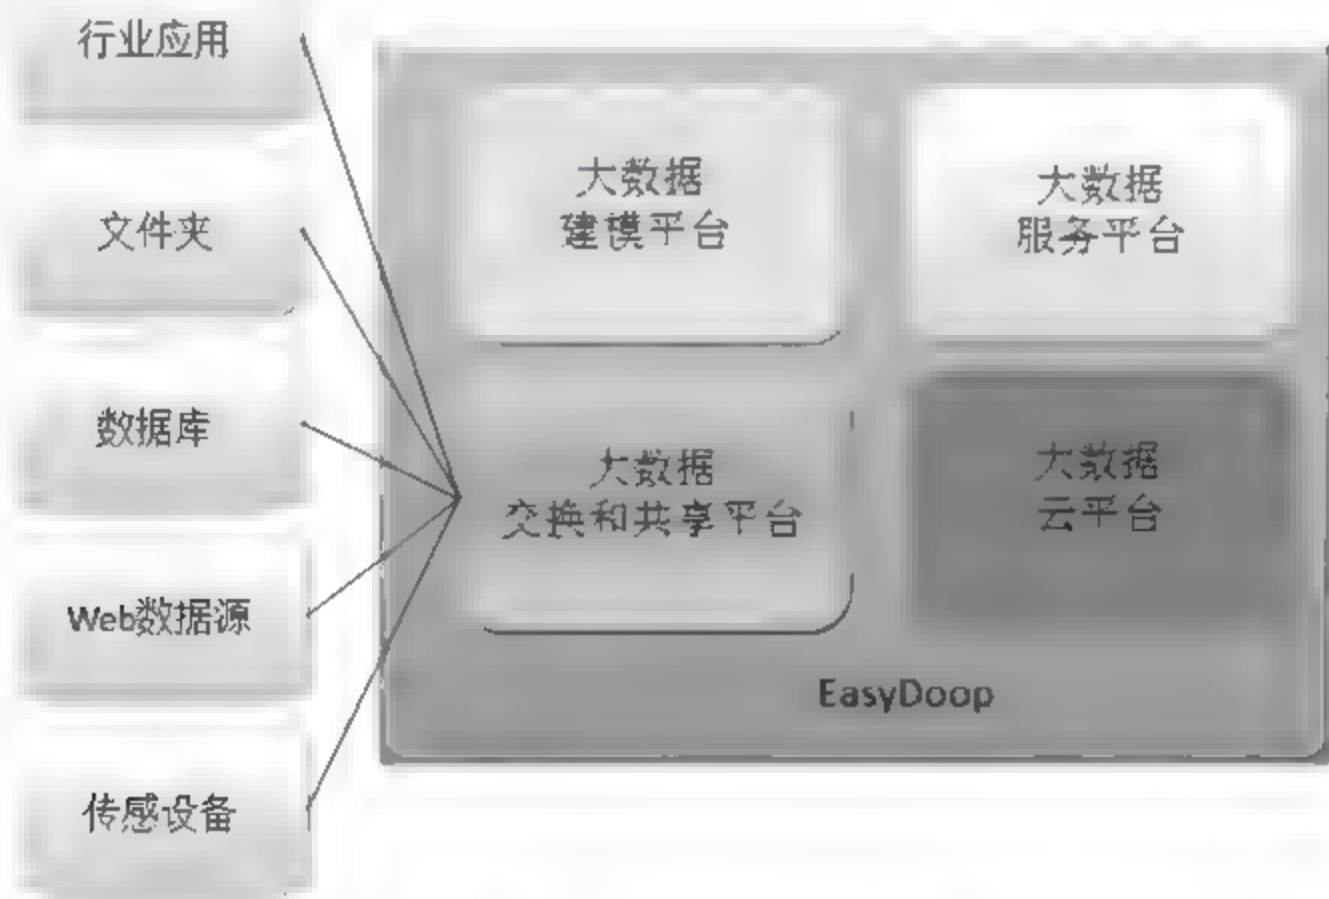 行业应用
文件夹
数据库
Web数据源
传感设备
大数据
建模平台
大数据
服务平台
大数据
交换和共享平台
大数据
云平台
EasyDoop